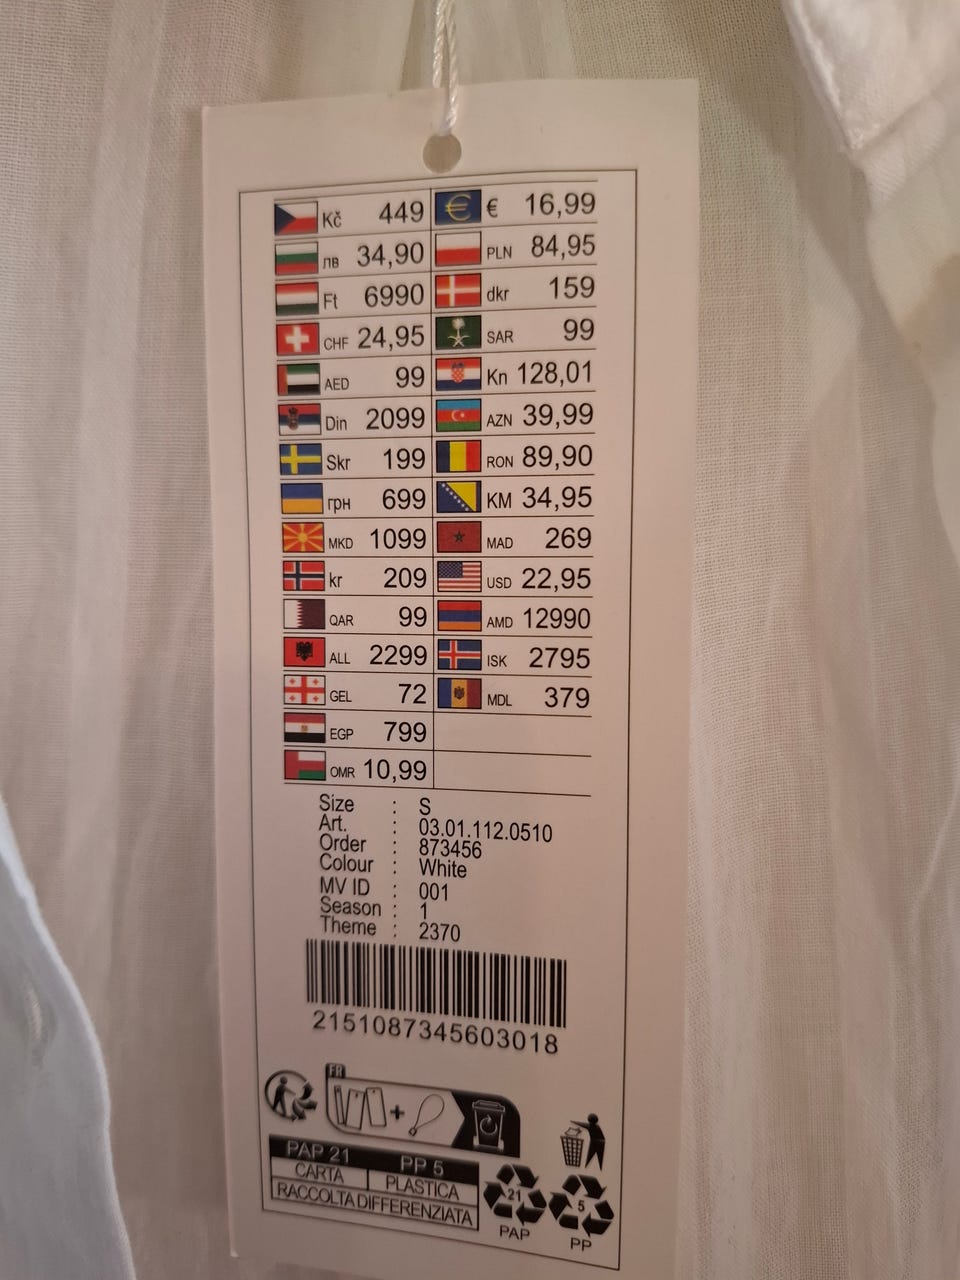 Kč 449 € 16,99
лв 34,90 PLN 84,95
Ft 6990 dkr 159
CHF 24,95 SAR 99
AED 99 Kn 128,01
Din 2099 AZN 39,99
Skr 199 RON 89,90
грн 699 KM 34,95
MKD 1099 MAD 269
kr 209 USD 22,95
QAR 99 AMD 12990
ALL 2299 ISK 2795
GEL 72 MDL 379
EGP 799
OMR 10,99
Size : S
Art. : 03.01.112.0510
Order : 873456
Colour : White
MV ID : 001
Season : 1
Theme : 2370
2151087345603018
FR
+
PAP 21 PP 5
CARTA PLASTICA
RACCOLTA DIFFERENZIATA
21 5
PAP PP